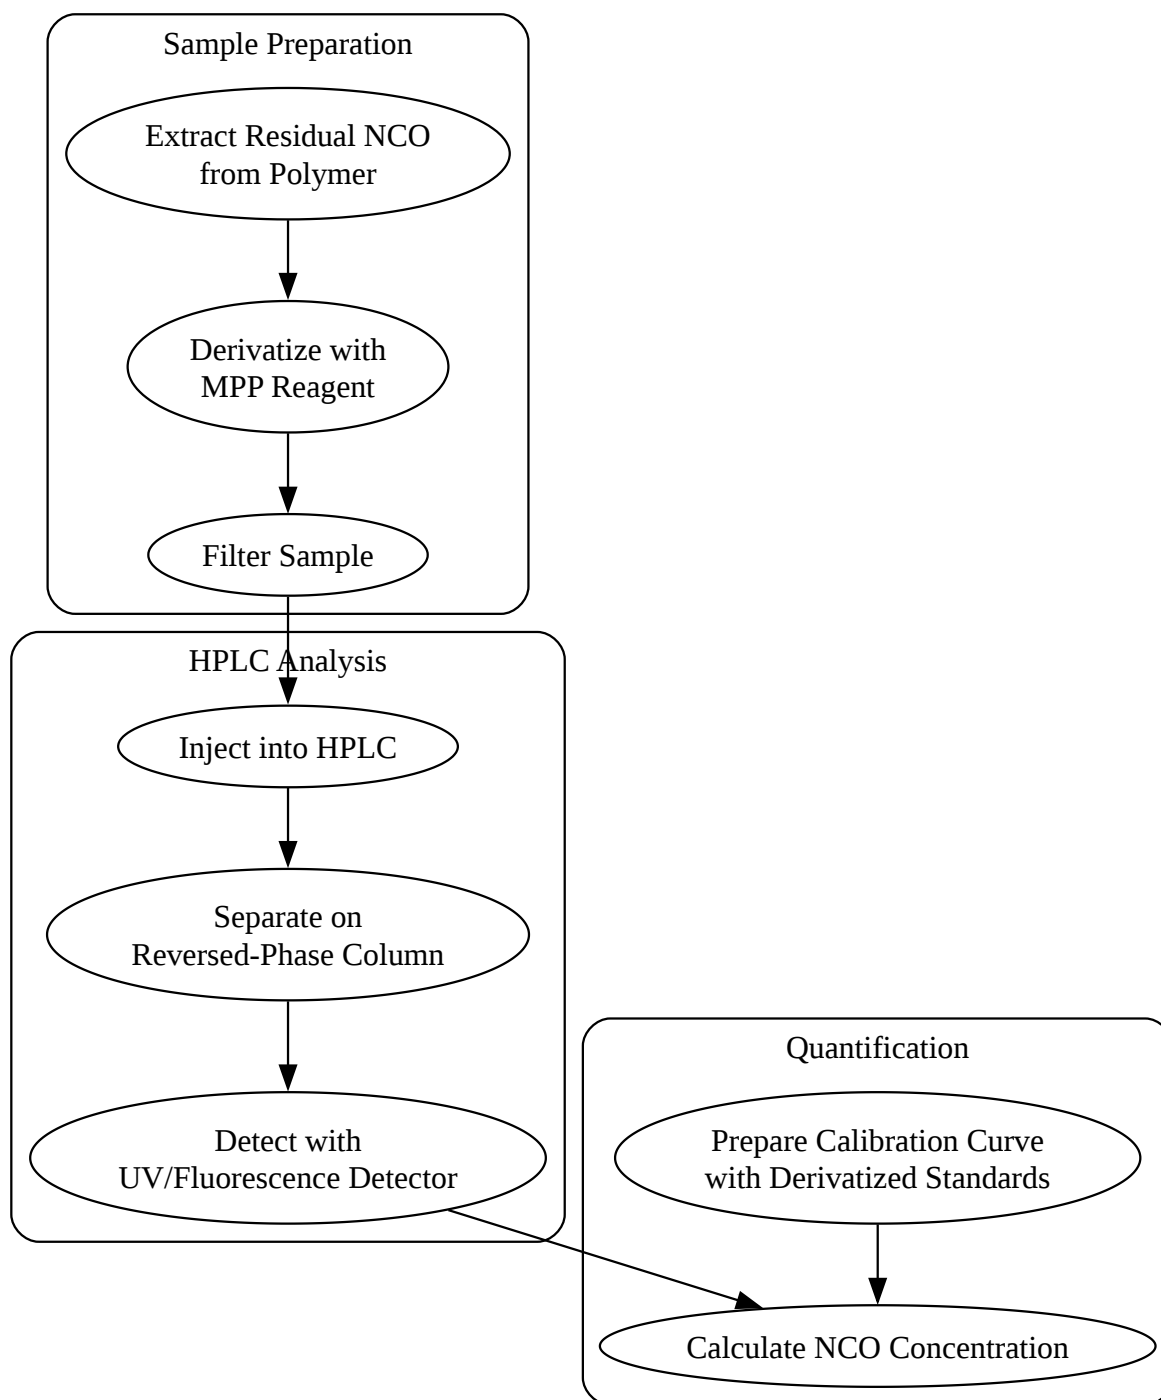 Sample Preparation
Extract Residual NCO
from Polymer
Derivatize with
MPP Reagent
Filter Sample
HPLC Analysis
Inject into HPLC
Separate on
Reversed-Phase Column
Detect with
UV/Fluorescence Detector
Quantification
Prepare Calibration Curve
with Derivatized Standards
Calculate NCO Concentration